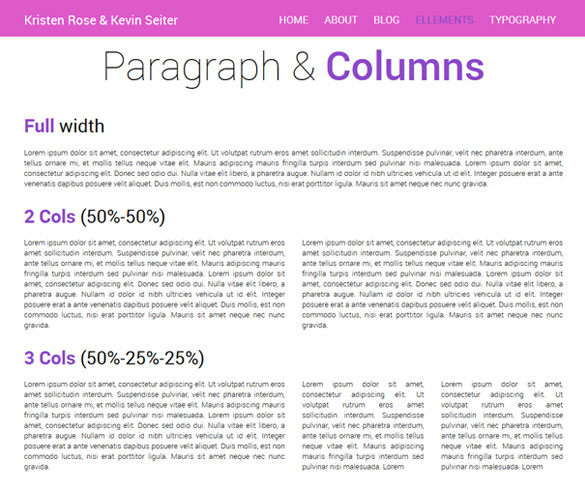 Kristen Rose & Kevin Seiter
HOME ABOUT BLOG ELLEMENTS TYPOGRAPHY
Paragraph & Columns
Full width
Lorem ipsum dolor sit amet, consectetur adipiscing elit. Ut volutpat rutrum eros ac sollicitudin interdum. Suspendisse pulvinar, velit nec mollis interdum, ante
tellus ornare mi, et mollis tellus neque vitae elit. Mauris adipiscing mauris fringilla turpis interdum sed pulvinar nisi malesuada. Lorem ipsum dolor sit amet,
consectetur adipiscing elit. Donec sed odio dui. Nulla vitae elit libero, a pharetra augue. Nullam id dolor id nibh ultricies vehicula ut id elit. Integer posuere erat a ante
venenatis dapibus posuere velit aliquet. Duis mollis, est non commodo luctus, nisi erat porttitor ligula. Mauris sit amet neque nec nunc gravida.
2 Cols (50%-50%)
Lorem ipsum dolor sit amet, consectetur adipiscing elit. Ut volutpat rutrum eros
amet sollicitudin interdum. Suspendisse pulvinar, velit nec mollis interdum,
ante tellus ornare mi, et mollis tellus neque vitae elit. Mauris adipiscing mauris
fringilla turpis interdum sed pulvinar nisi malesuada. Lorem ipsum dolor sit
amet, consectetur adipiscing elit. Donec sed odio dui. Nulla vitae elit libero, a
pharetra augue. Nullam id dolor id nibh ultricies vehicula ut id elit. Integer
posuere erat a ante venenatis dapibus posuere velit aliquet. Duis mollis, est non
commodo luctus, nisi erat porttitor ligula. Mauris sit amet neque nec nunc
gravida.
Lorem ipsum dolor sit amet, consectetur adipiscing elit. Ut volutpat rutrum eros
amet sollicitudin interdum. Suspendisse pulvinar, velit nec mollis interdum,
ante tellus ornare mi, et mollis tellus neque vitae elit. Mauris adipiscing mauris
fringilla turpis interdum sed pulvinar nisi malesuada. Lorem ipsum dolor sit
amet, consectetur adipiscing elit. Donec sed odio dui. Nulla vitae elit libero, a
pharetra augue. Nullam id dolor id nibh ultricies vehicula ut id elit. Integer
posuere erat a ante venenatis dapibus posuere velit aliquet. Duis mollis, est non
commodo luctus, nisi erat porttitor ligula. Mauris sit amet neque nec nunc
gravida.
3 Cols (50%-25%-25%)
Lorem ipsum dolor sit amet, consectetur adipiscing elit. Ut volutpat rutrum eros
amet sollicitudin interdum. Suspendisse pulvinar, velit nec mollis interdum,
ante tellus ornare mi, et mollis tellus neque vitae elit. Mauris adipiscing mauris
fringilla turpis interdum sed pulvinar nisi malesuada. Lorem ipsum dolor sit
amet, consectetur adipiscing elit. Donec sed odio dui. Nulla vitae elit libero, a
pharetra augue. Nullam id dolor id nibh ultricies vehicula ut id elit. Integer
posuere erat a ante venenatis dapibus posuere velit aliquet. Duis mollis, est non
commodo luctus, nisi erat porttitor ligula. Mauris sit amet neque nec nunc
gravida.
Lorem ipsum dolor sit amet,
consectetur adipiscing elit. Ut
volutpat rutrum eros amet
sollicitudin interdum. Suspendisse
pulvinar, velit nec mollis interdum,
ante tellus ornare mi, et mollis tellus
neque vitae elit. Mauris adipiscing
mauris fringilla turpis interdum sed
pulvinar nisi malesuada. Lorem
Lorem ipsum dolor sit amet,
consectetur adipiscing elit. Ut
volutpat rutrum eros amet
sollicitudin interdum. Suspendisse
pulvinar, velit nec mollis interdum,
ante tellus ornare mi, et mollis tellus
neque vitae elit. Mauris adipiscing
mauris fringilla turpis interdum sed
pulvinar nisi malesuada. Lorem